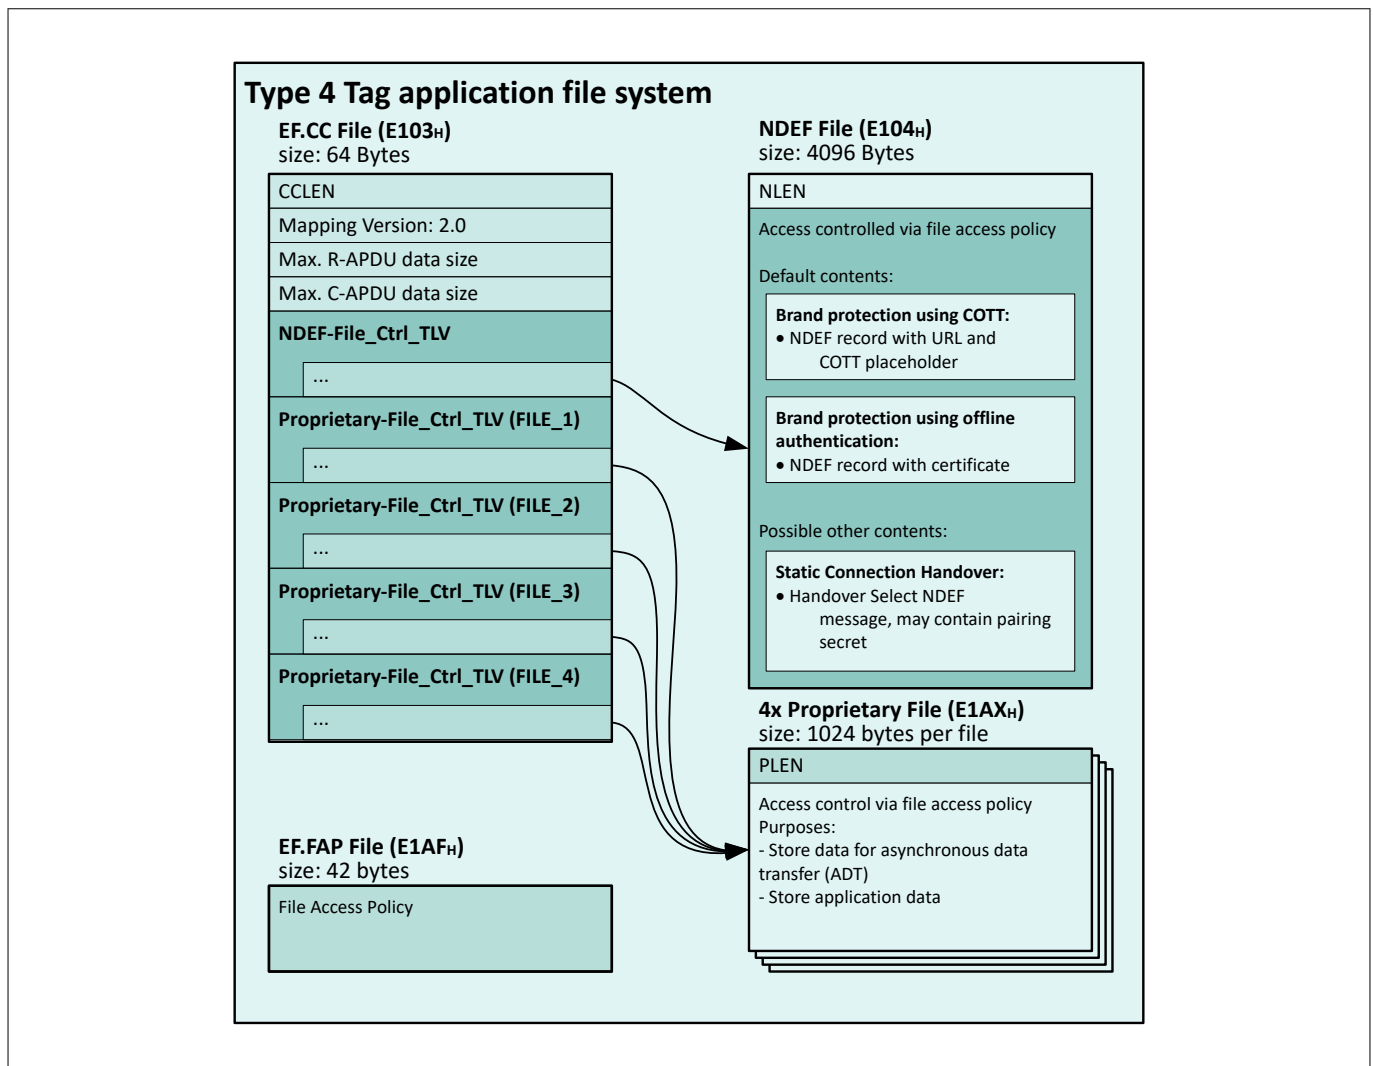 Type 4 Tag application file system
EF.CC File (E103H)
size: 64 Bytes
CCLEN
Mapping Version: 2.0
Max. R-APDU data size
Max. C-APDU data size
NDEF-File_Ctrl_TLV
...
Proprietary-File_Ctrl_TLV (FILE_1)
...
Proprietary-File_Ctrl_TLV (FILE_2)
...
Proprietary-File_Ctrl_TLV (FILE_3)
...
Proprietary-File_Ctrl_TLV (FILE_4)
...
EF.FAP File (E1AFH)
size: 42 bytes
File Access Policy
NDEF File (E104H)
size: 4096 Bytes
NLEN
Access controlled via file access policy
Default contents:
Brand protection using COTT:
• NDEF record with URL and
COTT placeholder
Brand protection using offline
authentication:
• NDEF record with certificate
Possible other contents:
Static Connection Handover:
• Handover Select NDEF
message, may contain pairing
secret
4x Proprietary File (E1AXH)
size: 1024 bytes per file
PLEN
Access control via file access policy
Purposes:
- Store data for asynchronous data
transfer (ADT)
- Store application data